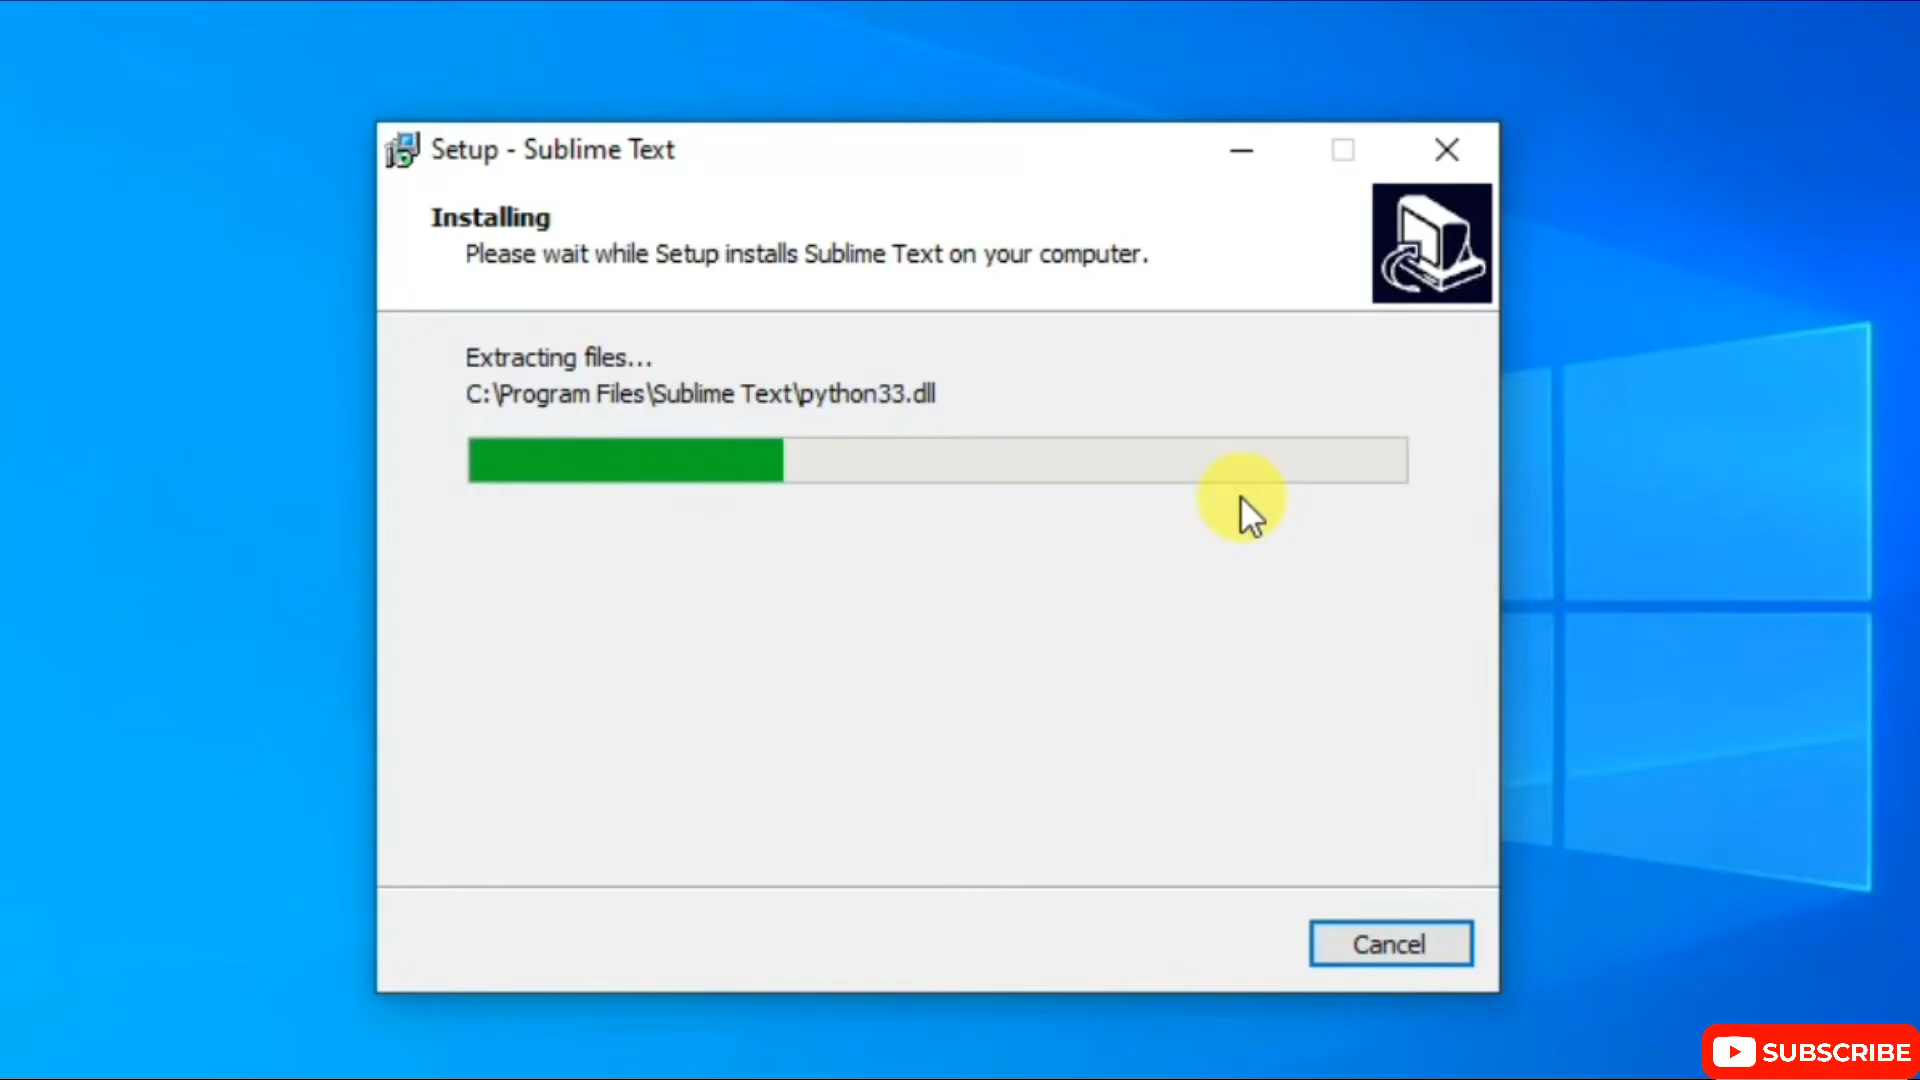 Setup - Sublime Text
Installing
Please wait while Setup installs Sublime Text on your computer.
Extracting files...
C:\Program Files\Sublime Text\python33.dll
Cancel
SUBSCRIBE